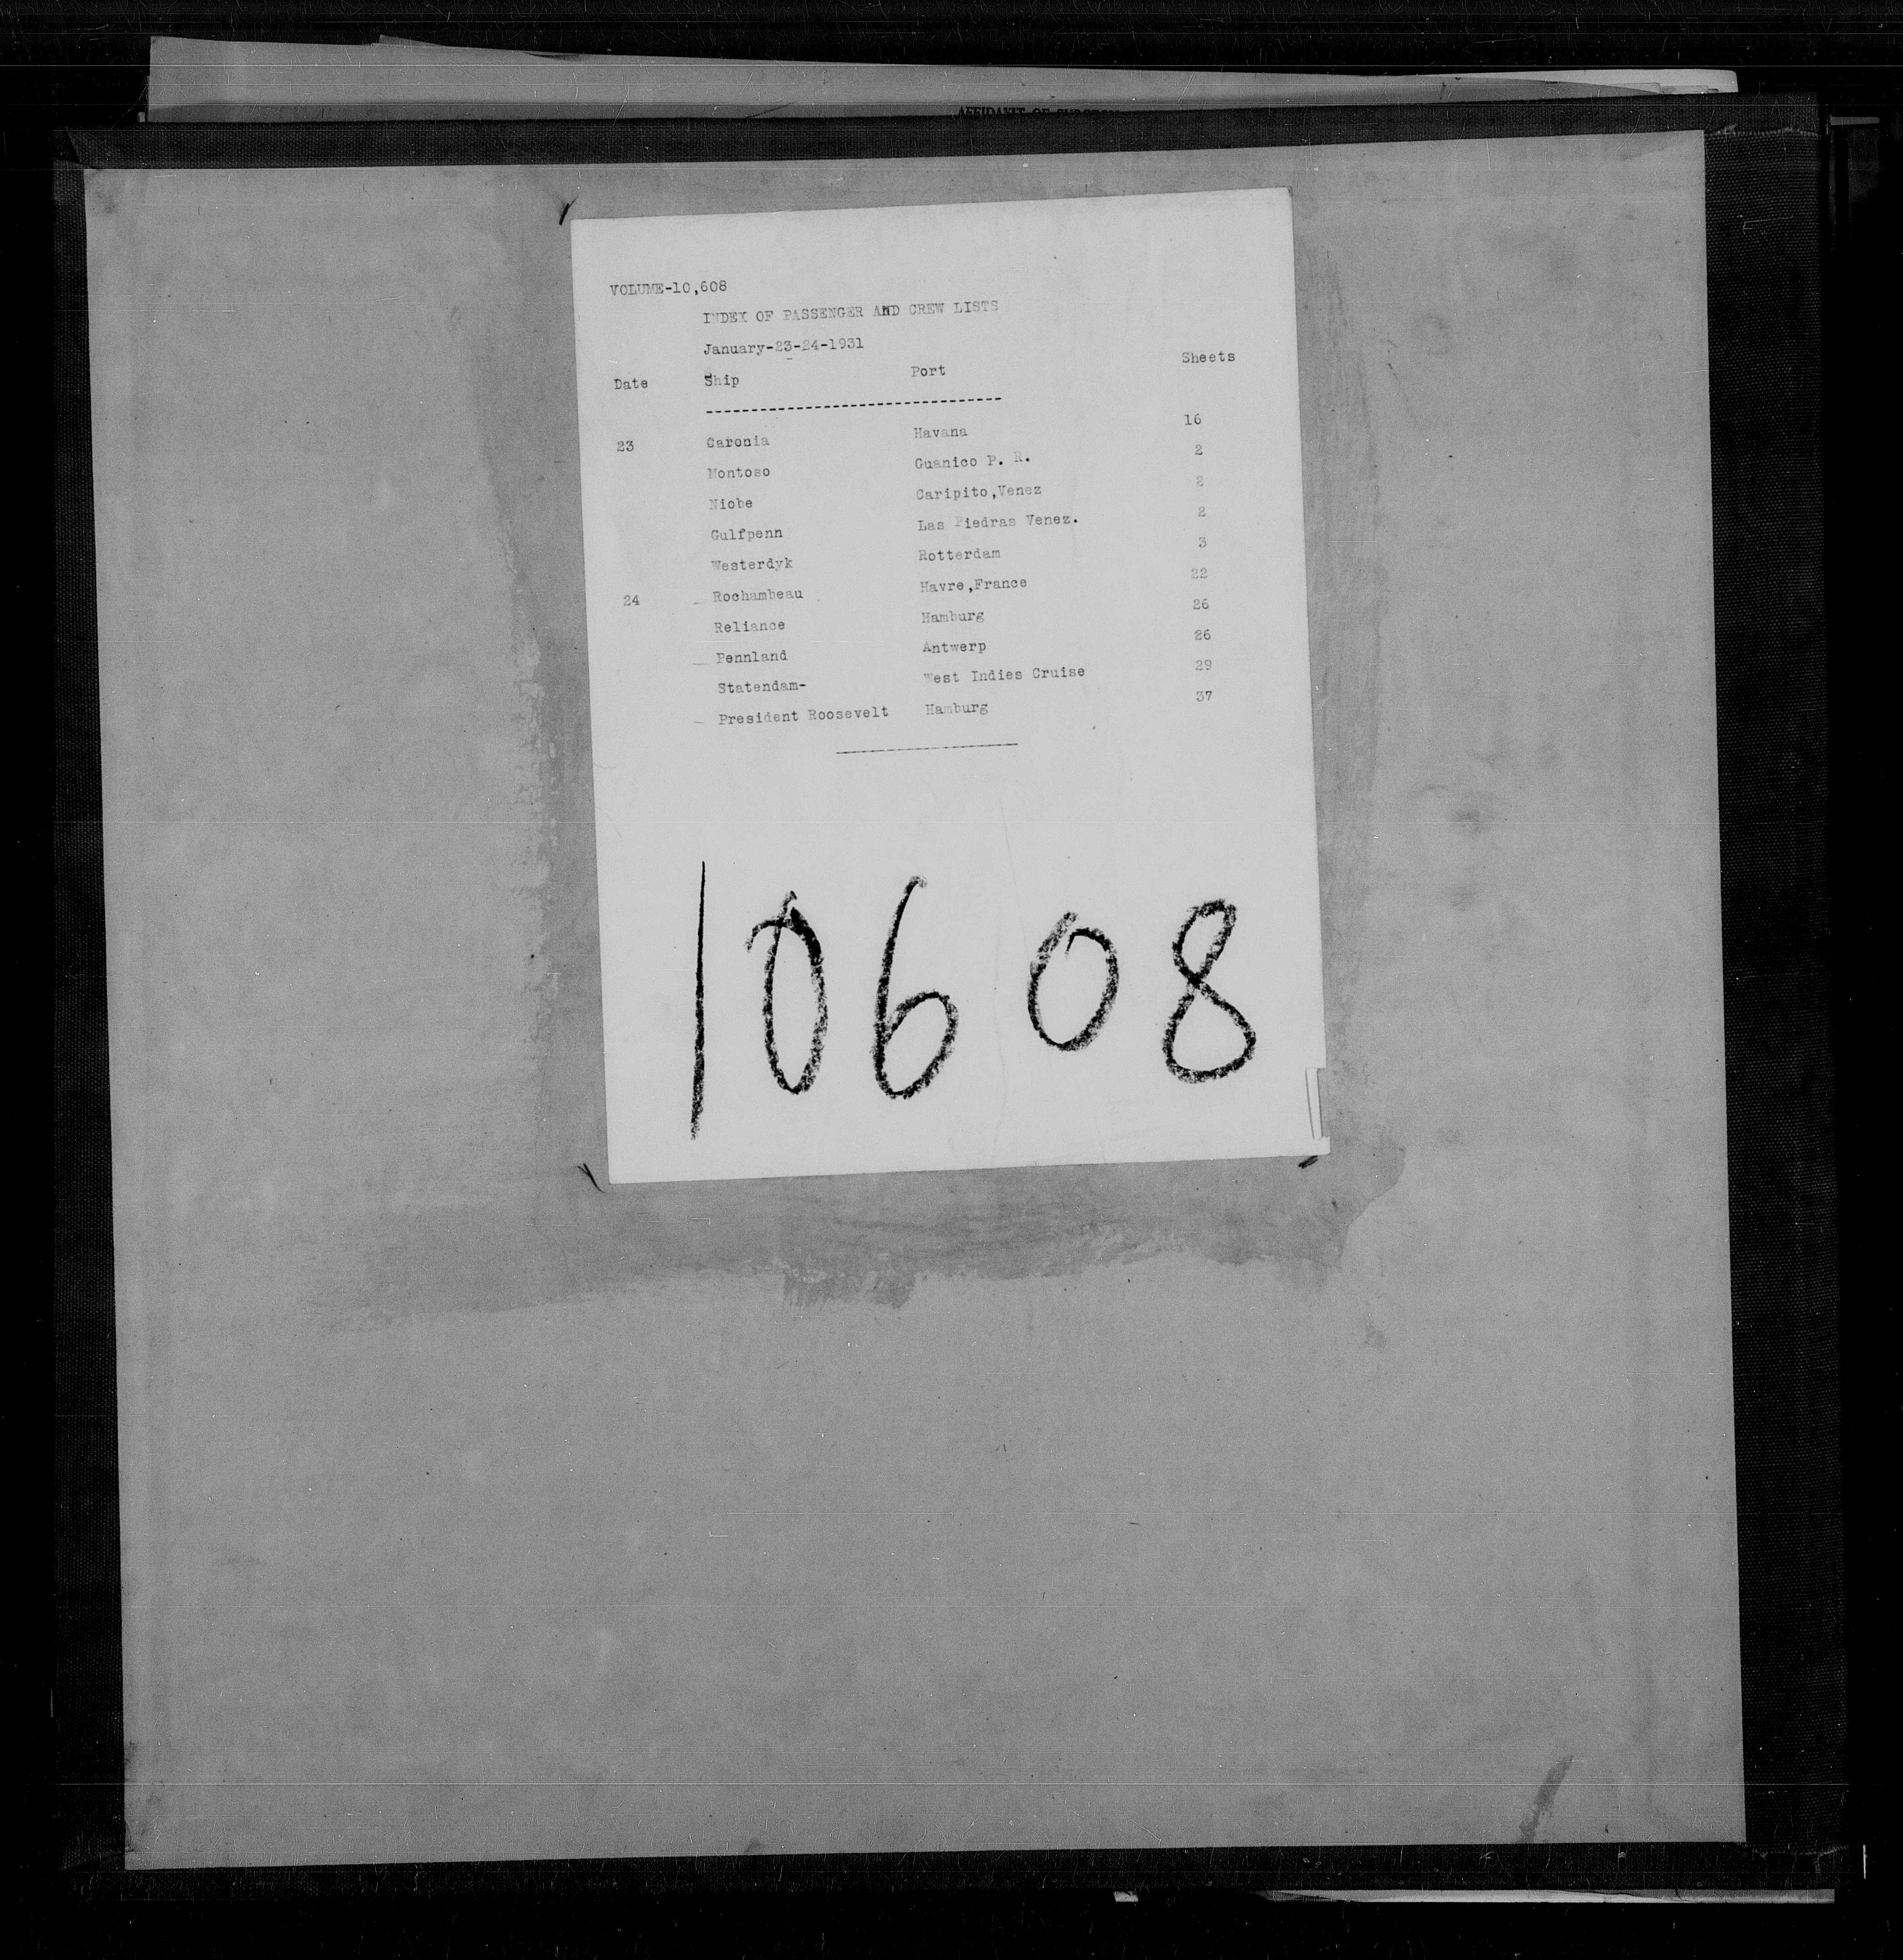 AFFIDAVIT OF
VOLUME-10,608
INDEX OF PASSENGER AND CREW LISTS
January-23-24-1931
Date Ship Port Sheets
--------------------------------
23 Caronia Havana 16
Montoso Guanico P. R. 2
Niobe Caripito,Venez 2
Gulfpenn Las Piedras Venez. 2
Westerdyk Rotterdam 3
24 Rochambeau Havre,France 22
Reliance Hamburg 26
Pennland Antwerp 26
Statendam- West Indies Cruise 29
President Roosevelt Hamburg 37
10608